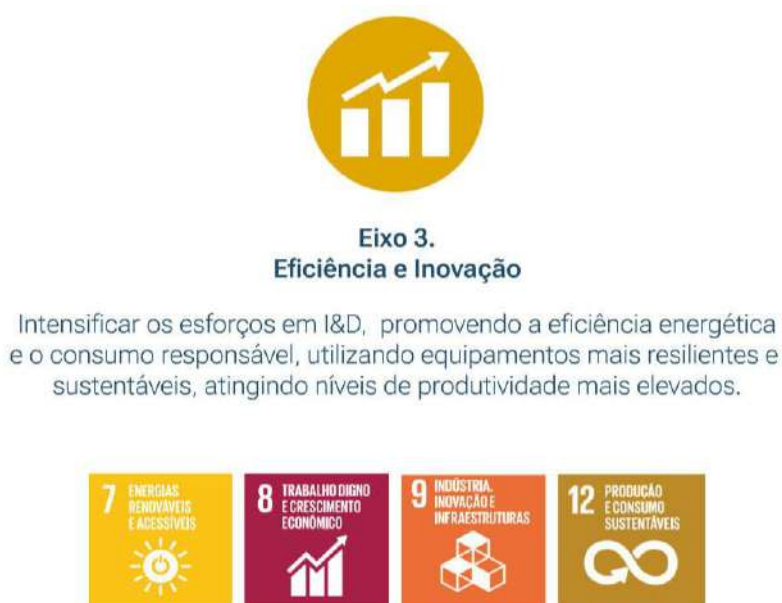 Eixo 3.
Eficiência e Inovação
Intensificar os esforços em I&D, promovendo a eficiência energética
e o consumo responsável, utilizando equipamentos mais resilientes e
sustentáveis, atingindo níveis de produtividade mais elevados.
7 ENERGIAS
RENOVÁVEIS
E ACESSÍVEIS
8 TRABALHO DIGNO
E CRESCIMENTO
ECONÓMICO
9 INDÚSTRIA,
INOVAÇÃO E
INFRAESTRUTURAS
12 PRODUÇÃO
E CONSUMO
SUSTENTÁVEIS